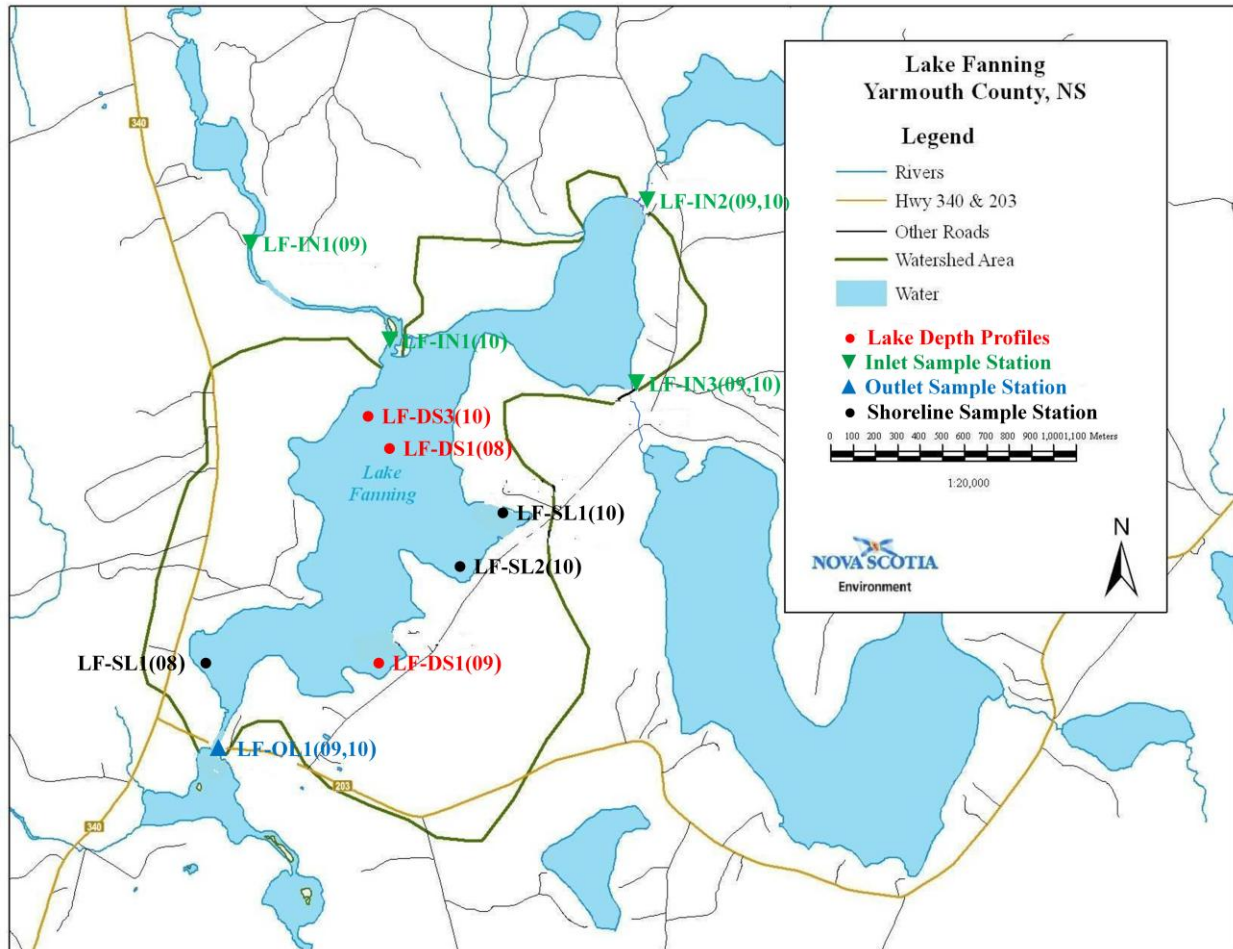 Lake Fanning
Yarmouth County, NS
Legend
Rivers
Hwy 340 & 203
Other Roads
Watershed Area
Water
Lake Depth Profiles
Inlet Sample Station
Outlet Sample Station
Shoreline Sample Station
0 100 200 300 400 500 600 700 800 900 1,000 1,100 Meters
1:20,000
NOVA SCOTIA
Environment
N
340
LF-IN2(09,10)
LF-IN1(09)
LF-IN1(10)
LF-IN3(09,10)
LF-DS3(10)
LF-DS1(08)
Lake
Fanning
LF-SL1(10)
LF-SL2(10)
LF-SL1(08)
LF-DS1(09)
LF-OL1(09,10)
203
340